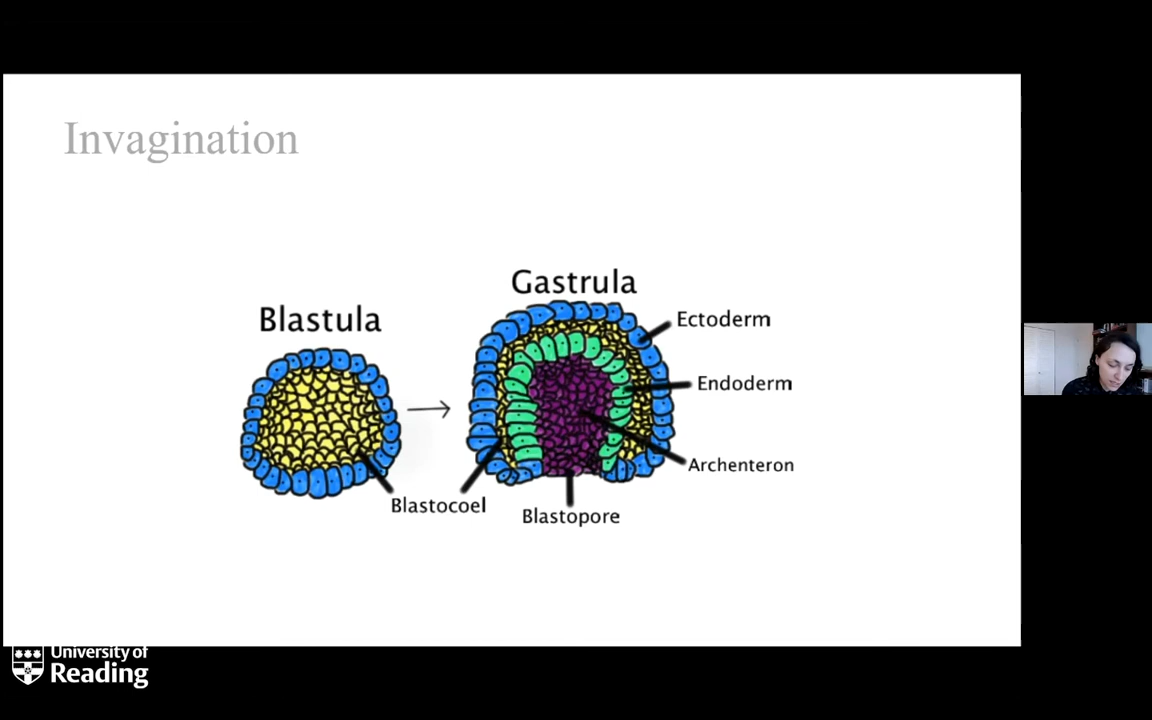 Invagination
Gastrula
Blastula
Ectoderm
Endoderm
Archenteron
Blastocoel
Blastopore
University of
Reading